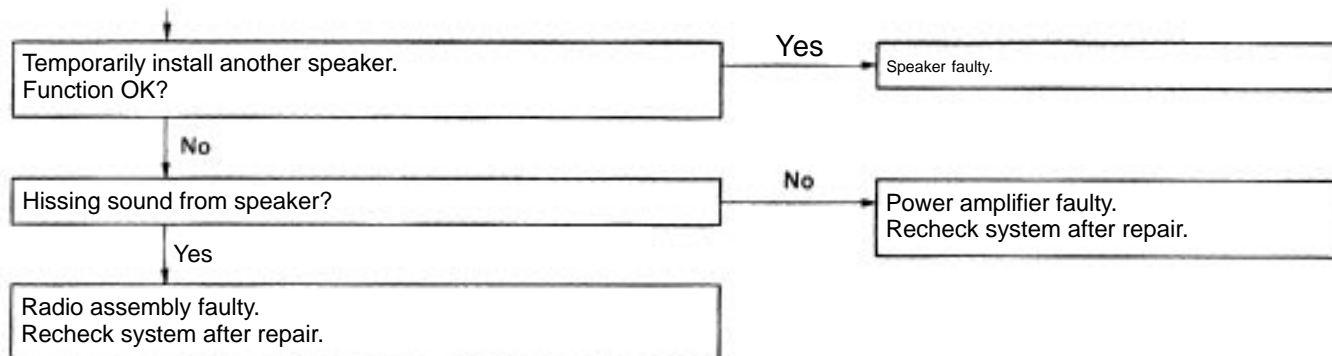 Temporarily install another speaker.
Function OK?
Yes
Speaker faulty.
No
Hissing sound from speaker?
No
Power amplifier faulty.
Recheck system after repair.
Yes
Radio assembly faulty.
Recheck system after repair.